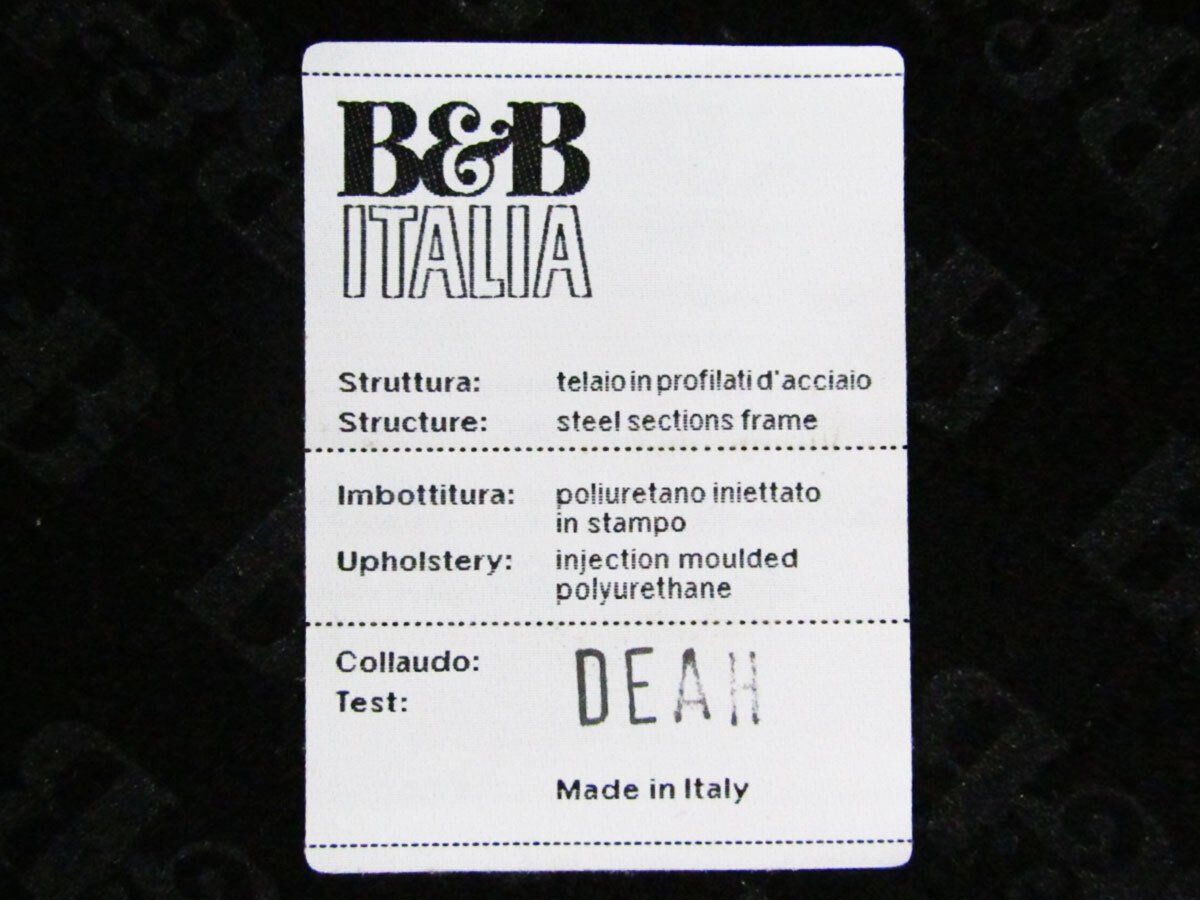 B&B
ITALIA
Struttura: telaio in profilati d'acciaio
Structure: steel sections frame
Imbottitura: poliuretano iniettato
in stampo
Upholstery: injection moulded
polyurethane
Collaudo:
Test: DEAH
Made in Italy